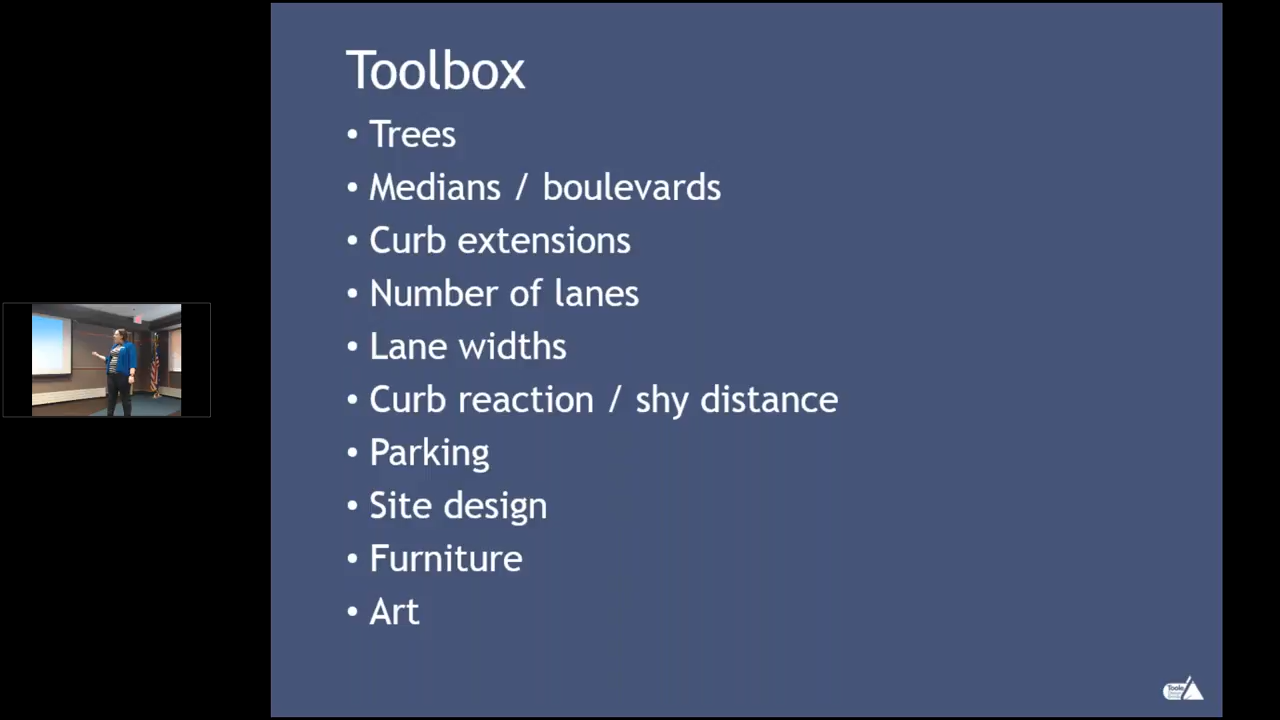 Toolbox
• Trees
• Medians / boulevards
• Curb extensions
• Number of lanes
• Lane widths
• Curb reaction / shy distance
• Parking
• Site design
• Furniture
• Art
Toole